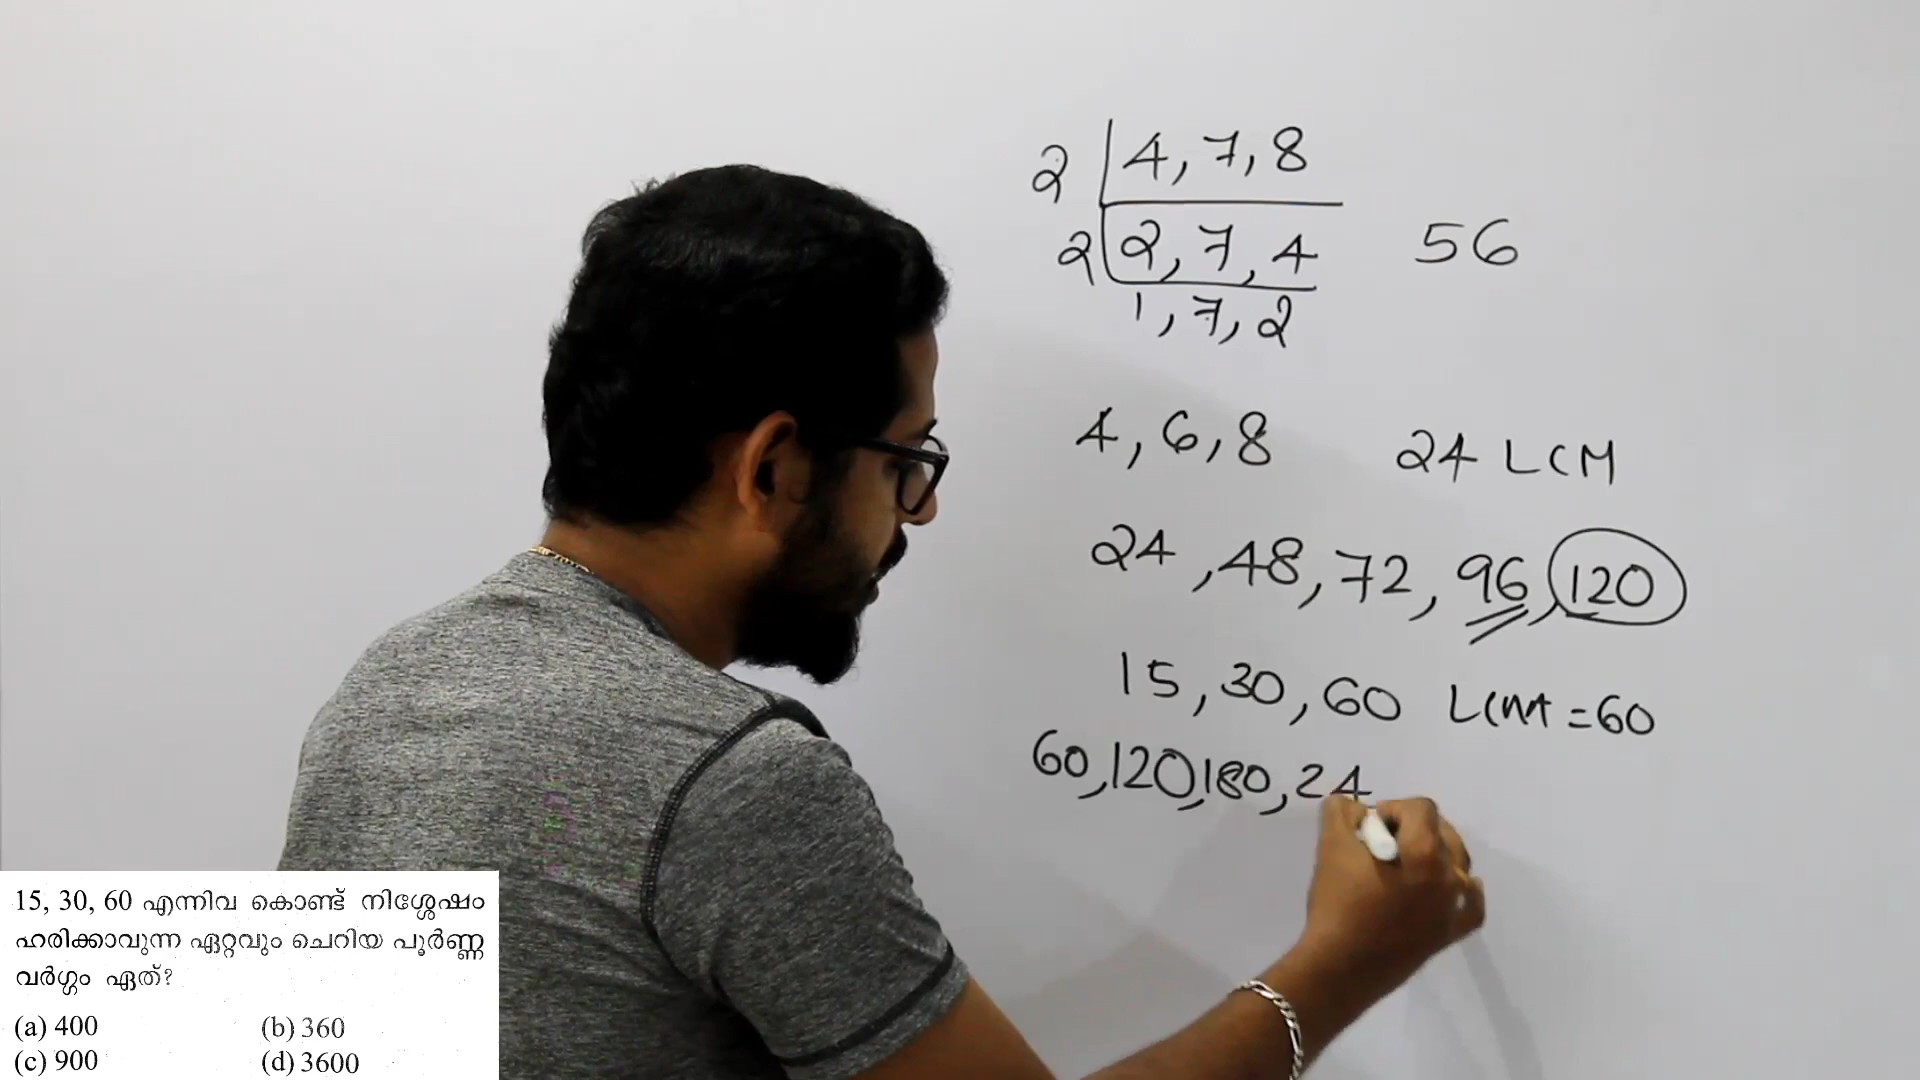 2 | 4, 7, 8
2 | 2, 7, 4
1, 7, 2
56
4, 6, 8
24 LCM
24, 48, 72, 96, 120
15, 30, 60 LCM = 60
60, 120, 180, 24
15, 30, 60 എന്നിവ കൊണ്ട് നിശ്ശേഷം
ഹരിക്കാവുന്ന ഏറ്റവും ചെറിയ പൂർണ്ണ
വർഗ്ഗം ഏത്?
(a) 400 (b) 360
(c) 900 (d) 3600